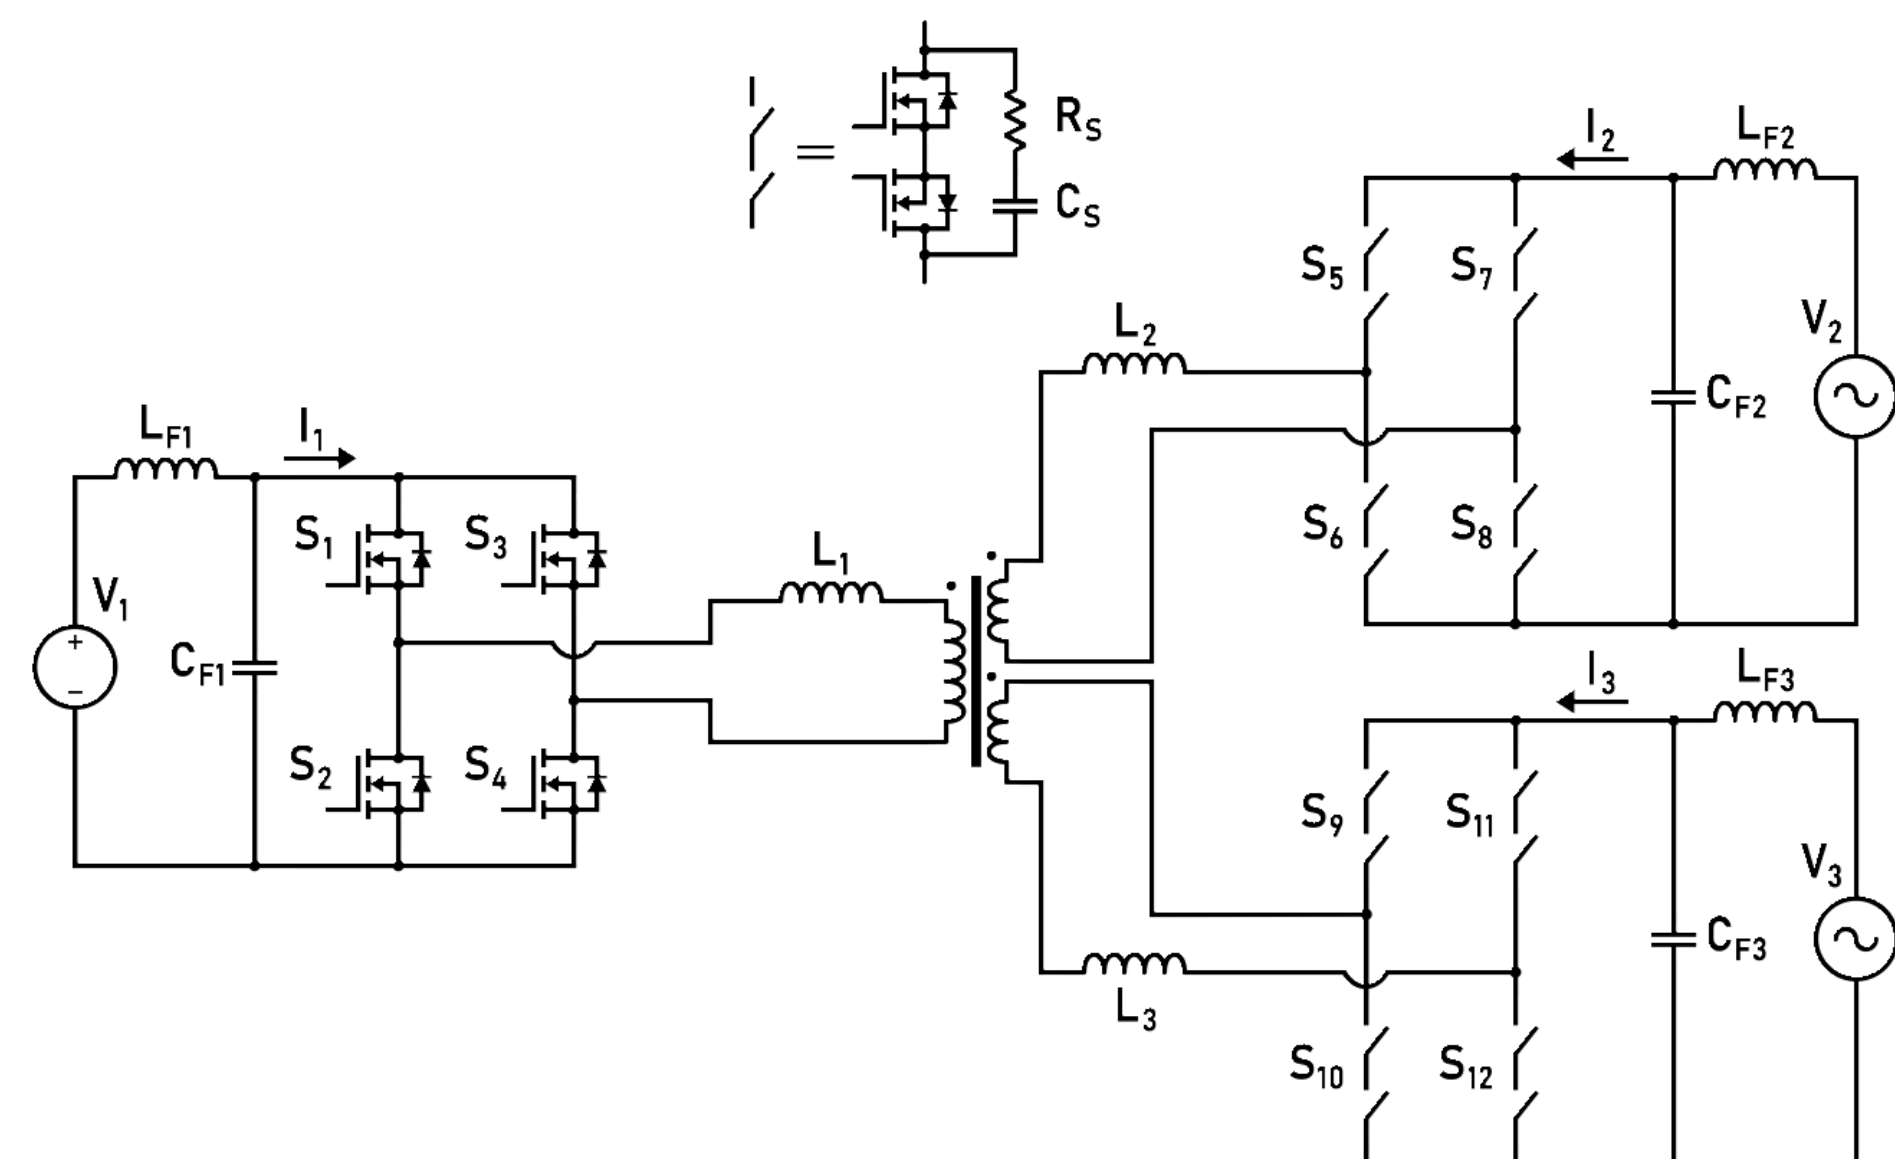 R_S
C_S
L_F2
I_2
S_5
S_7
V_2
L_2
C_F2
L_F1
I_1
S_1
S_3
S_6
S_8
L_1
V_1
C_F1
+
−
I_3
L_F3
S_2
S_4
S_9
S_11
V_3
C_F3
L_3
S_10
S_12